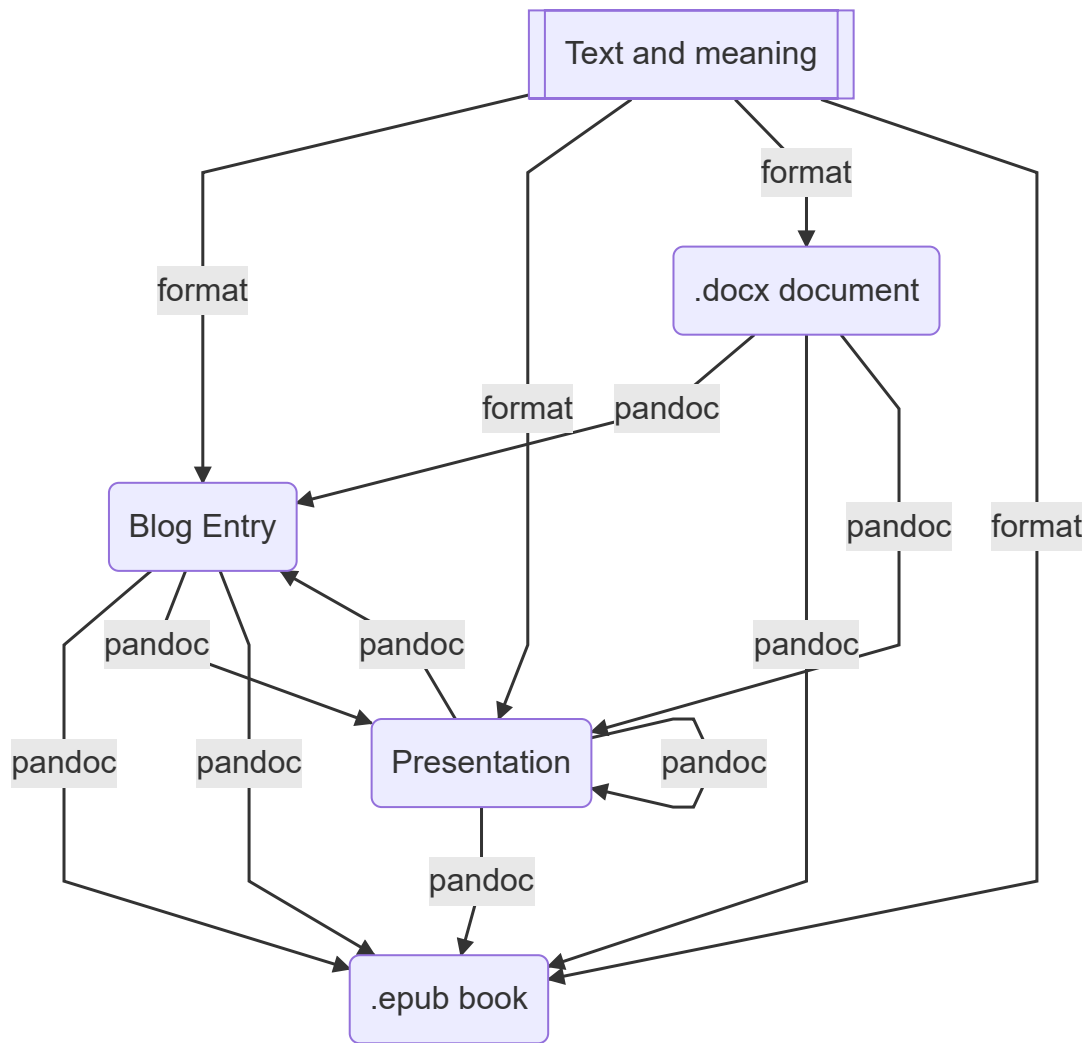 Text and meaning
format
.docx document
format
format
pandoc
Blog Entry
pandoc
format
pandoc
pandoc
pandoc
pandoc
pandoc
Presentation
pandoc
pandoc
.epub book